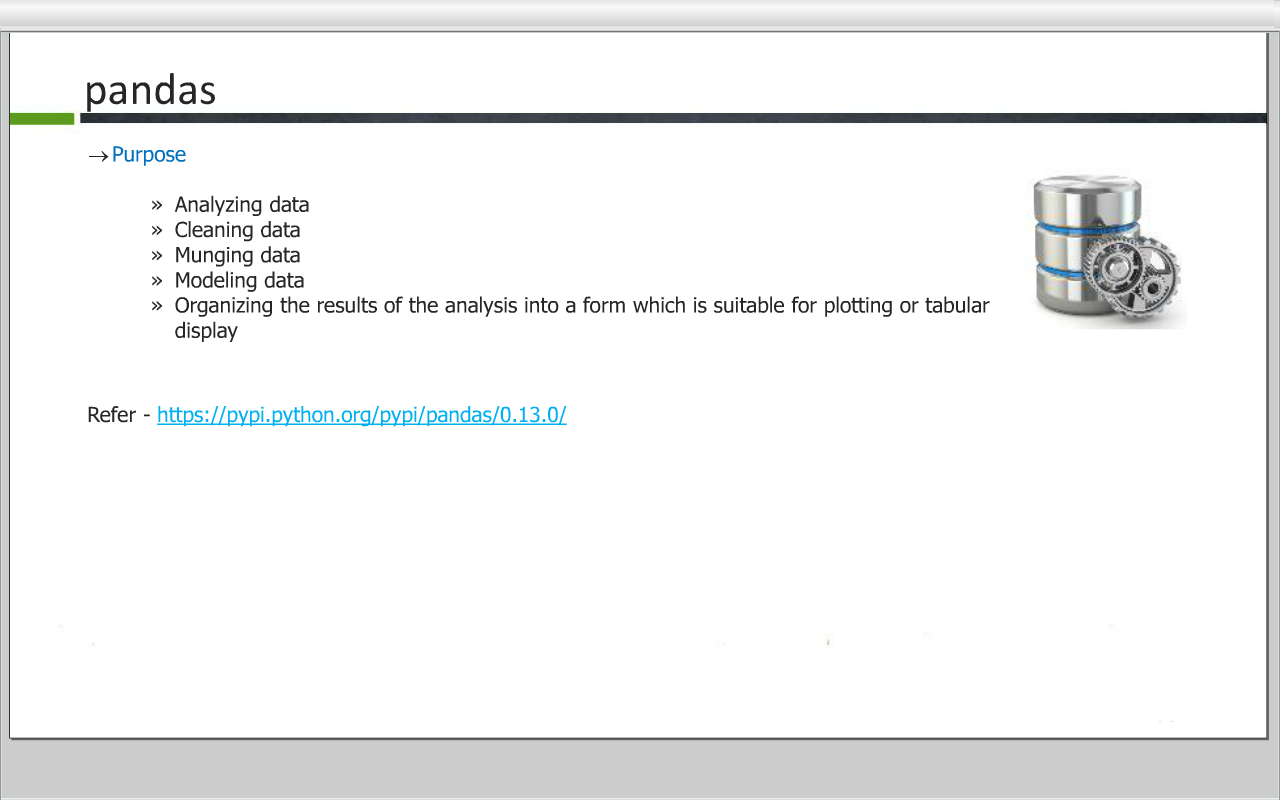 pandas
→ Purpose
» Analyzing data
» Cleaning data
» Munging data
» Modeling data
» Organizing the results of the analysis into a form which is suitable for plotting or tabular
display
Refer - https://pypi.python.org/pypi/pandas/0.13.0/